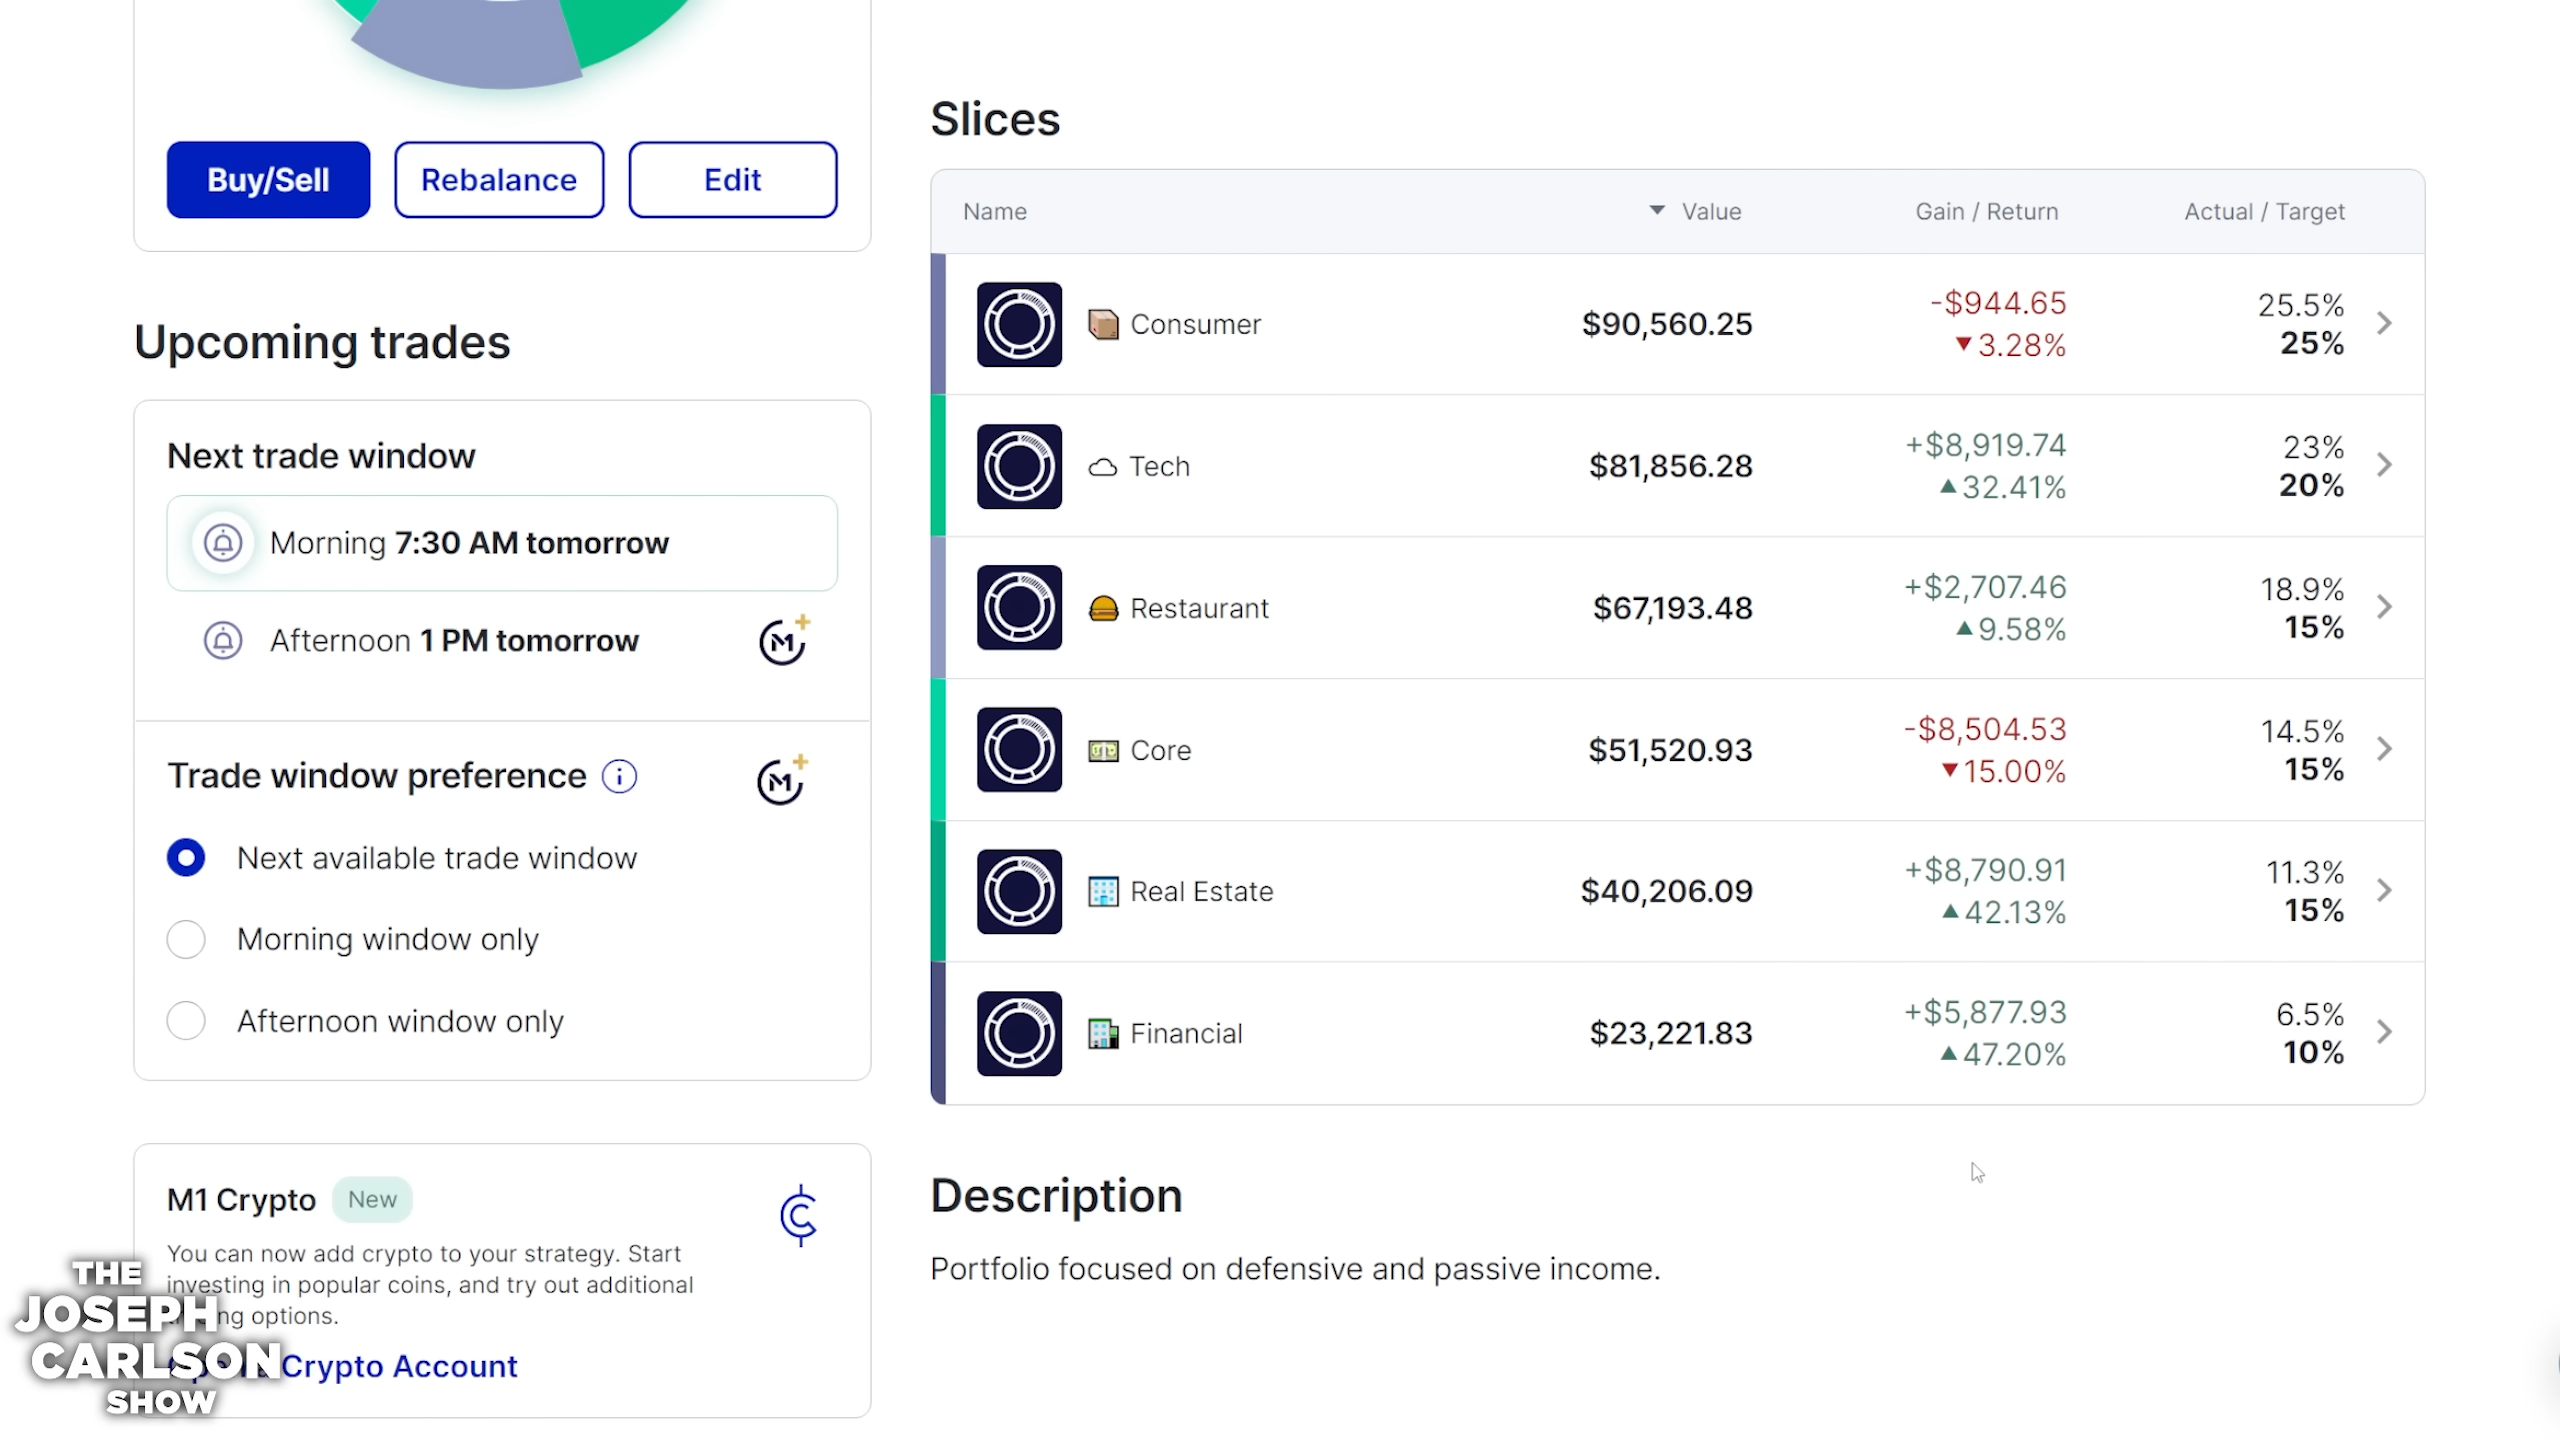 Buy/Sell
Rebalance
Edit
Upcoming trades
Next trade window
Morning 7:30 AM tomorrow
Afternoon 1 PM tomorrow
Trade window preference
Next available trade window
Morning window only
Afternoon window only
M1 Crypto New
You can now add crypto to your strategy. Start
investing in popular coins, and try out additional
options.
Crypto Account
THE
JOSEPH
CARLSON
SHOW
Slices
Name Value Gain / Return Actual / Target
Consumer $90,560.25 -$944.65 25.5%
▼3.28% 25%
Tech $81,856.28 +$8,919.74 23%
▲32.41% 20%
Restaurant $67,193.48 +$2,707.46 18.9%
▲9.58% 15%
Core $51,520.93 -$8,504.53 14.5%
▼15.00% 15%
Real Estate $40,206.09 +$8,790.91 11.3%
▲42.13% 15%
Financial $23,221.83 +$5,877.93 6.5%
▲47.20% 10%
Description
Portfolio focused on defensive and passive income.